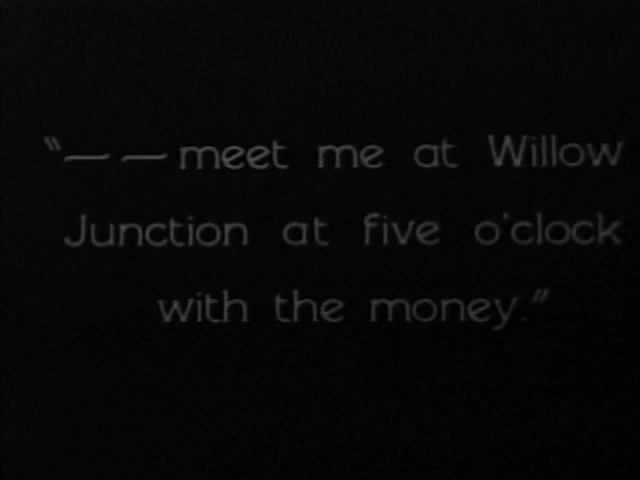 "— — meet me at Willow
Junction at five o'clock
with the money."